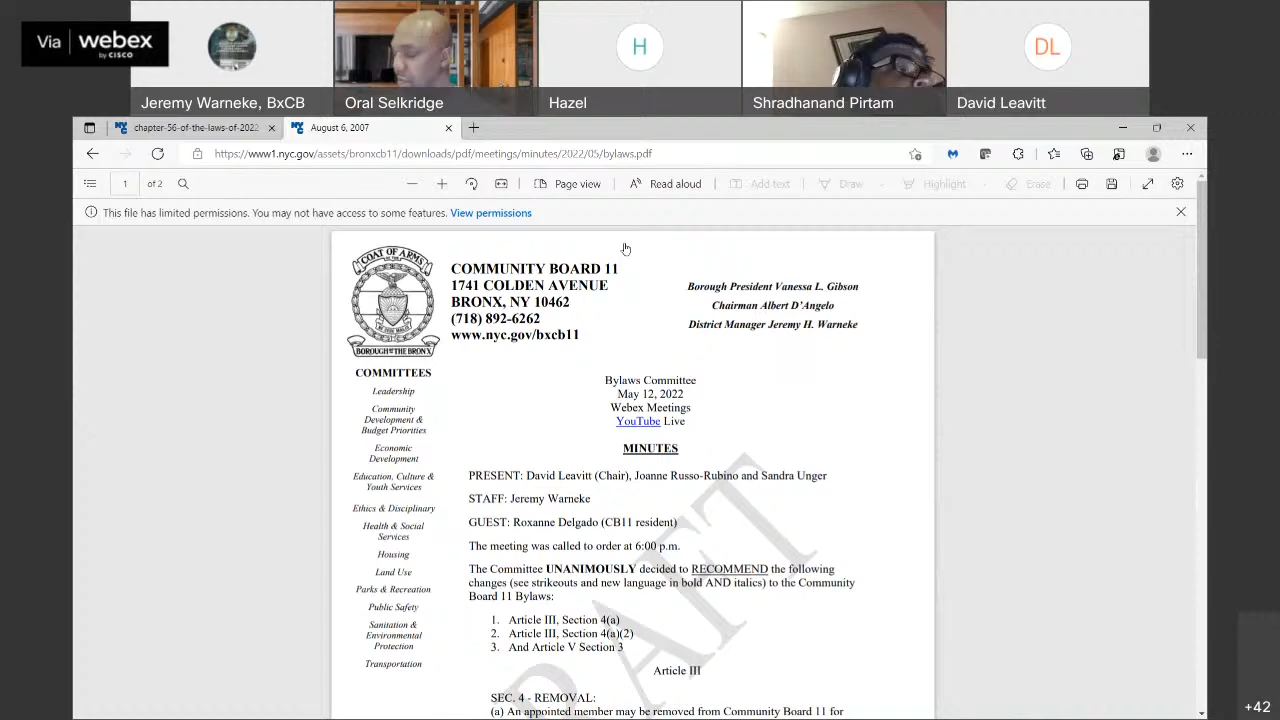 Via webex
by CISCO
Jeremy Warneke, BxCB
Oral Selkridge
H
Hazel
Shradhanand Pirtam
DL
David Leavitt
chapter-56-of-the-laws-of-2022
August 6, 2007
https://www1.nyc.gov/assets/bronxcb11/downloads/pdf/meetings/minutes/2022/05/bylaws.pdf
1 of 2 Page view Read aloud Add text Draw Highlight Erase
This file has limited permissions. You may not have access to some features. View permissions
COAT OF ARMS
BOROUGH OF THE BRONX
COMMUNITY BOARD 11
1741 COLDEN AVENUE
BRONX, NY 10462
(718) 892-6262
www.nyc.gov/bxcb11
Borough President Vanessa L. Gibson
Chairman Albert D'Angelo
District Manager Jeremy H. Warneke
COMMITTEES
Leadership
Community
Development &
Budget Priorities
Economic
Development
Education, Culture &
Youth Services
Ethics & Disciplinary
Health & Social
Services
Housing
Land Use
Parks & Recreation
Public Safety
Sanitation &
Environmental
Protection
Transportation
Bylaws Committee
May 12, 2022
Webex Meetings
YouTube Live
MINUTES
PRESENT: David Leavitt (Chair), Joanne Russo-Rubino and Sandra Unger
STAFF: Jeremy Warneke
GUEST: Roxanne Delgado (CB11 resident)
The meeting was called to order at 6:00 p.m.
The Committee UNANIMOUSLY decided to RECOMMEND the following
changes (see strikeouts and new language in bold AND italics) to the Community
Board 11 Bylaws:
1. Article III, Section 4(a)
2. Article III, Section 4(a)(2)
3. And Article V Section 3
Article III
SEC. 4 - REMOVAL:
(a) An appointed member may be removed from Community Board 11 for
DRAFT
+42